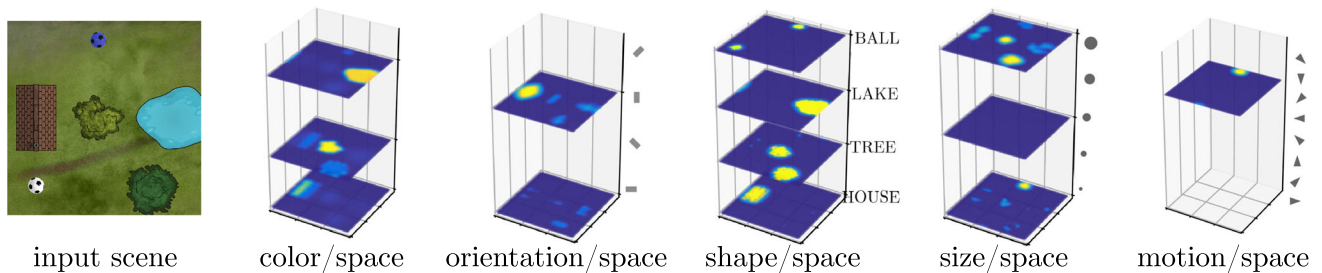 BALL
LAKE
TREE
HOUSE
input scene
color/space
orientation/space
shape/space
size/space
motion/space